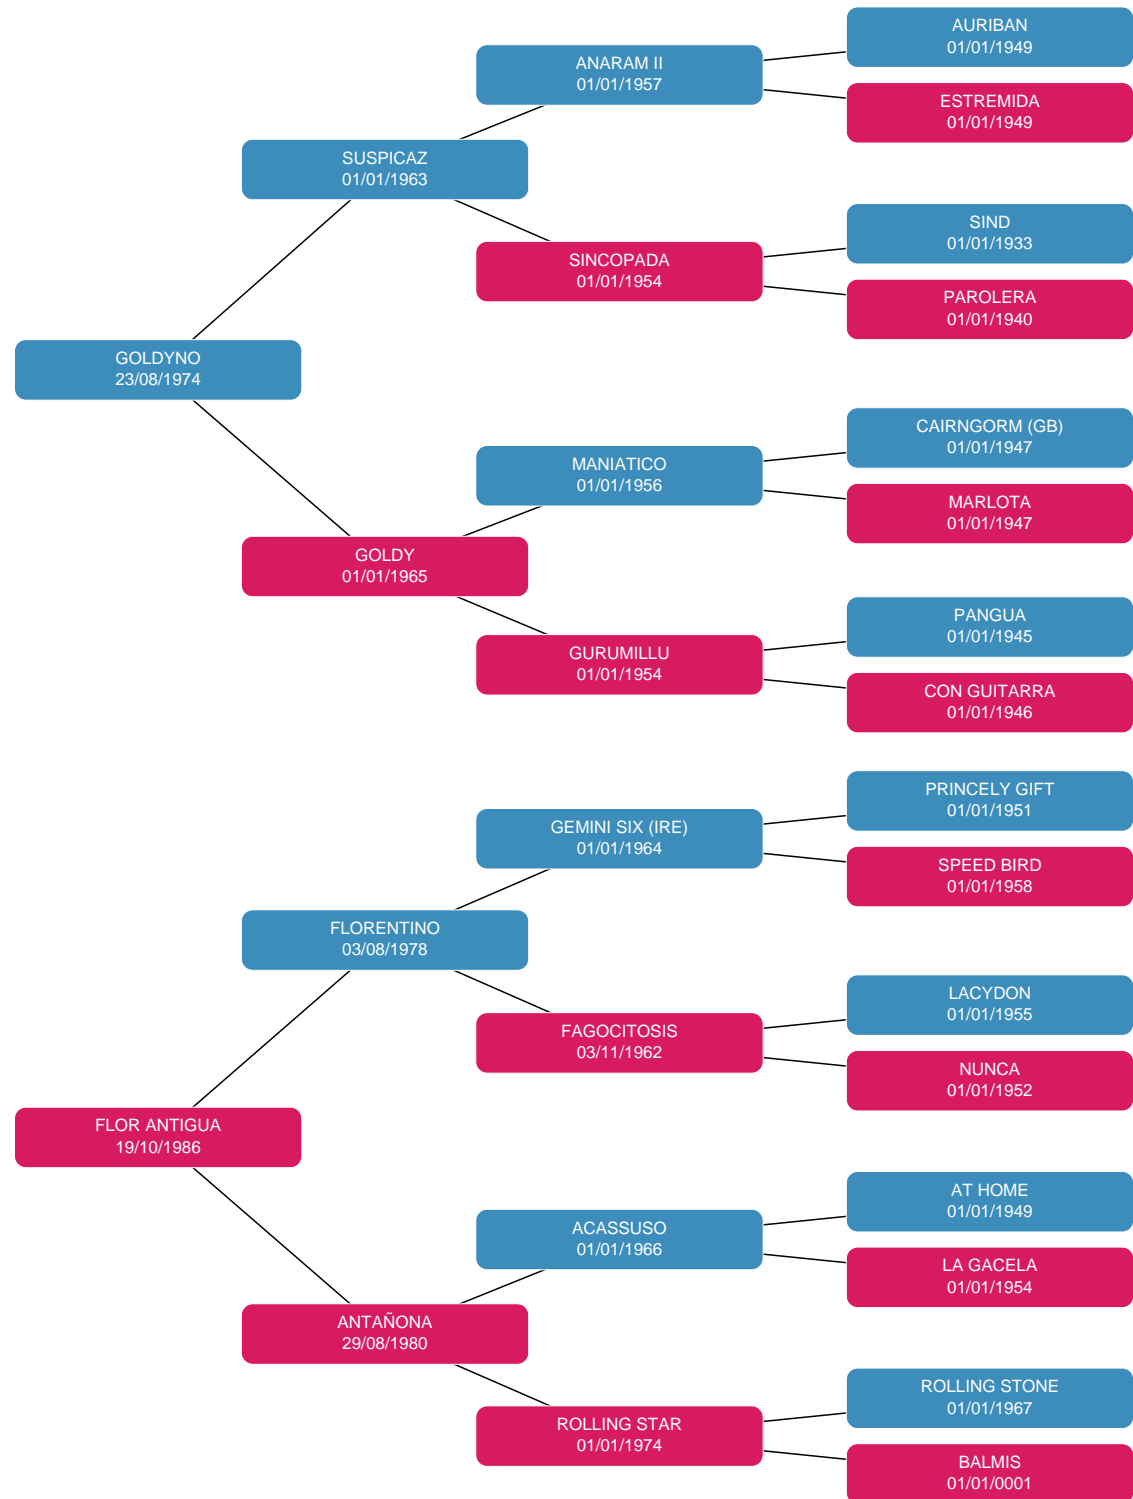 AURIBAN
01/01/1949
ANARAM II
01/01/1957
ESTREMIDA
01/01/1949
SUSPICAZ
01/01/1963
SIND
01/01/1933
SINCOPADA
01/01/1954
PAROLERA
01/01/1940
GOLDYNO
23/08/1974
CAIRNGORM (GB)
01/01/1947
MANIATICO
01/01/1956
MARLOTA
01/01/1947
GOLDY
01/01/1965
PANGUA
01/01/1945
GURUMILLU
01/01/1954
CON GUITARRA
01/01/1946
PRINCELY GIFT
01/01/1951
GEMINI SIX (IRE)
01/01/1964
SPEED BIRD
01/01/1958
FLORENTINO
03/08/1978
LACYDON
01/01/1955
FAGOCITOSIS
03/11/1962
NUNCA
01/01/1952
FLOR ANTIGUA
19/10/1986
AT HOME
01/01/1949
ACASSUSO
01/01/1966
LA GACELA
01/01/1954
ANTAÑONA
29/08/1980
ROLLING STONE
01/01/1967
ROLLING STAR
01/01/1974
BALMIS
01/01/0001